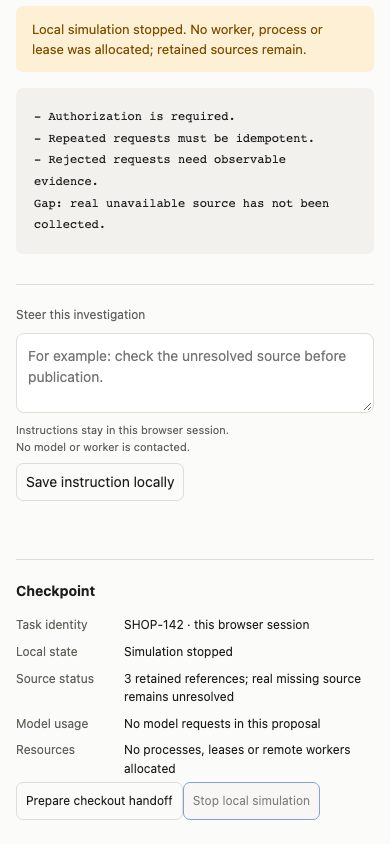 Local simulation stopped. No worker, process or
lease was allocated; retained sources remain.
- Authorization is required.
- Repeated requests must be idempotent.
- Rejected requests need observable
evidence.
Gap: real unavailable source has not been
collected.
Steer this investigation
For example: check the unresolved source before
publication.
Instructions stay in this browser session.
No model or worker is contacted.
Save instruction locally
Checkpoint
Task identity SHOP-142 · this browser session
Local state Simulation stopped
Source status 3 retained references; real missing source
remains unresolved
Model usage No model requests in this proposal
Resources No processes, leases or remote workers
allocated
Prepare checkout handoff Stop local simulation